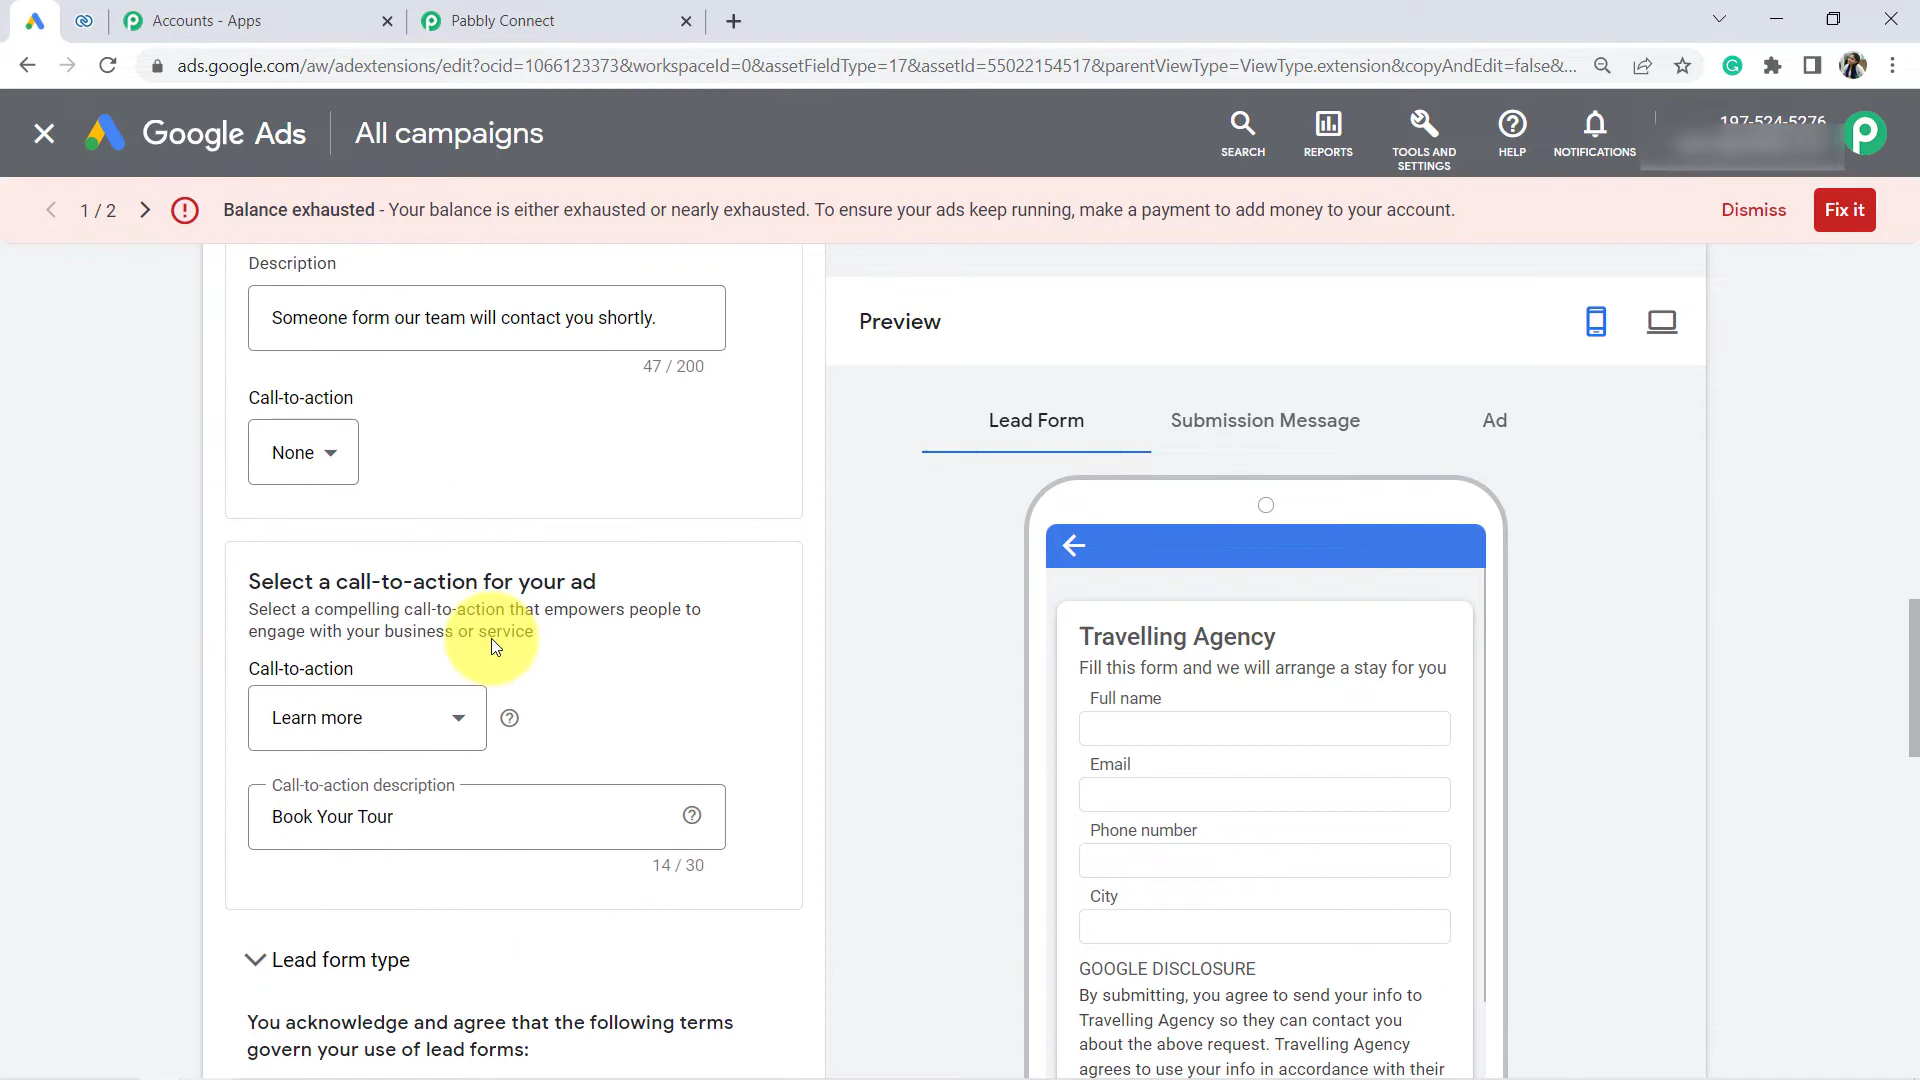 Accounts - Apps
Pabbly Connect
ads.google.com/aw/adextensions/edit?ocid=1066123373&workspaceId=0&assetFieldType=17&assetId=55022154517&parentViewType=ViewType.extension&copyAndEdit=false&...
Google Ads
All campaigns
SEARCH
REPORTS
TOOLS AND
SETTINGS
HELP
NOTIFICATIONS
197-524-5276
1 / 2
Balance exhausted - Your balance is either exhausted or nearly exhausted. To ensure your ads keep running, make a payment to add money to your account.
Dismiss
Fix it
Description
Someone form our team will contact you shortly.
47 / 200
Call-to-action
None
Select a call-to-action for your ad
Select a compelling call-to-action that empowers people to
engage with your business or service
Call-to-action
Learn more
Call-to-action description
Book Your Tour
14 / 30
Lead form type
You acknowledge and agree that the following terms
govern your use of lead forms:
Preview
Lead Form
Submission Message
Ad
Travelling Agency
Fill this form and we will arrange a stay for you
Full name
Email
Phone number
City
GOOGLE DISCLOSURE
By submitting, you agree to send your info to
Travelling Agency so they can contact you
about the above request. Travelling Agency
agrees to use your info in accordance with their